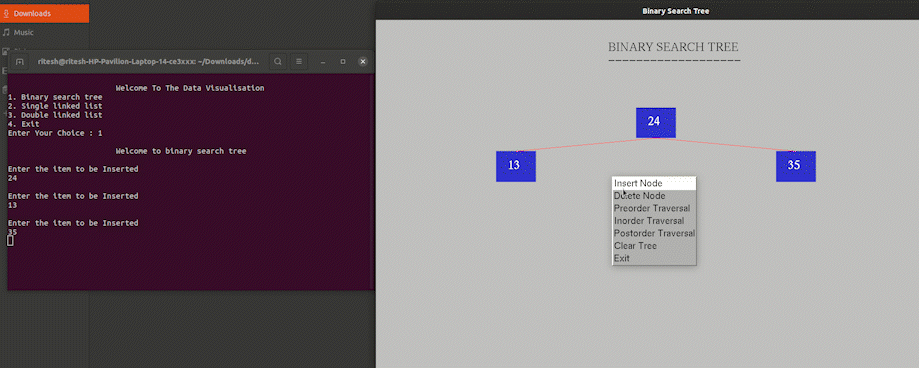 Downloads
Music
ritesh@ritesh-HP-Pavilion-Laptop-14-ce3xxx: ~/Downloads/d...
Welcome To The Data Visualisation
1. Binary search tree
2. Single linked list
3. Double linked list
4. Exit
Enter Your Choice : 1
Welcome to binary search tree
Enter the item to be Inserted
24
Enter the item to be Inserted
13
Enter the item to be Inserted
35
Binary Search Tree
BINARY SEARCH TREE
24
13
35
Insert Node
Delete Node
Preorder Traversal
Inorder Traversal
Postorder Traversal
Clear Tree
Exit